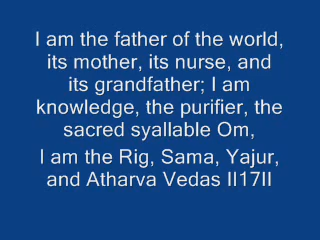 I am the father of the world,
its mother, its nurse, and
its grandfather; I am
knowledge, the purifier, the
sacred syallable Om,
I am the Rig, Sama, Yajur,
and Atharva Vedas II17II